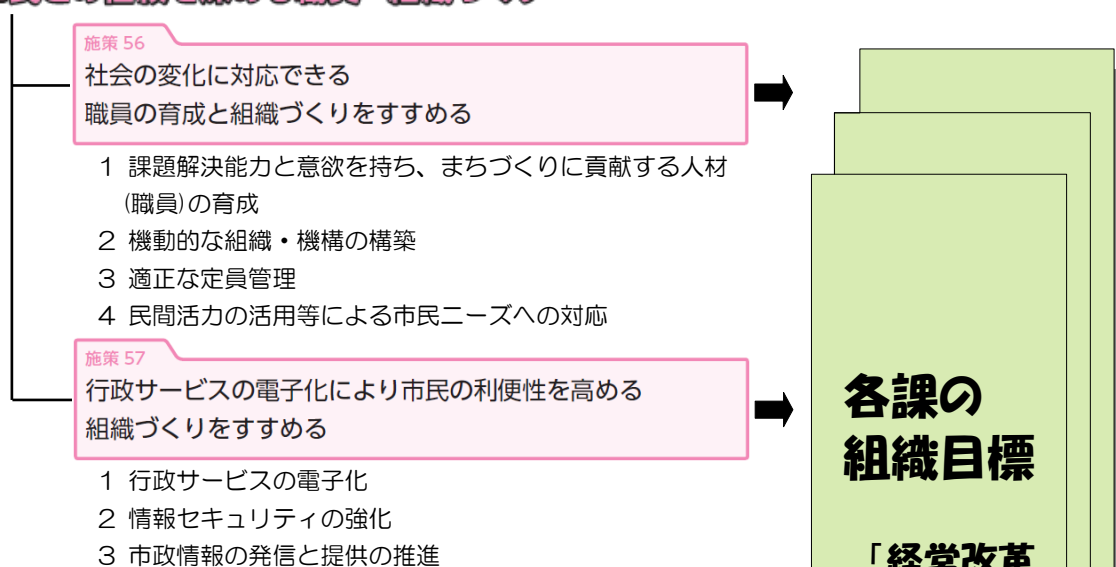 施策 56
社会の変化に対応できる
職員の育成と組織づくりをすすめる
1 課題解決能力と意欲を持ち、まちづくりに貢献する人材
(職員)の育成
2 機動的な組織・機構の構築
3 適正な定員管理
4 民間活力の活用等による市民ニーズへの対応
施策 57
行政サービスの電子化により市民の利便性を高める
組織づくりをすすめる
1 行政サービスの電子化
2 情報セキュリティの強化
3 市政情報の発信と提供の推進
各課の
組織目標
「経営改革